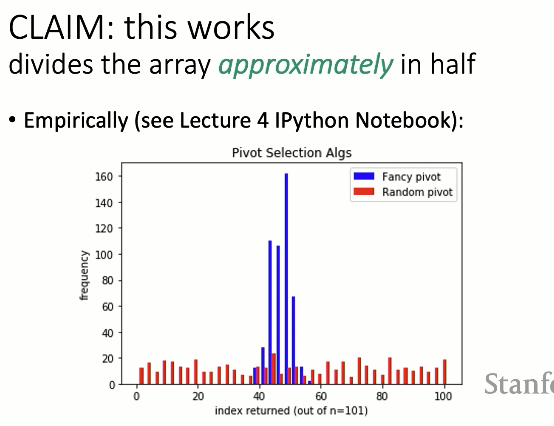 CLAIM: this works
divides the array approximately in half
• Empirically (see Lecture 4 IPython Notebook):
Pivot Selection Algs
Fancy pivot
Random pivot
160
140
120
100
80
60
40
20
0
frequency
0 20 40 60 80 100
index returned (out of n=101)
Stanfo